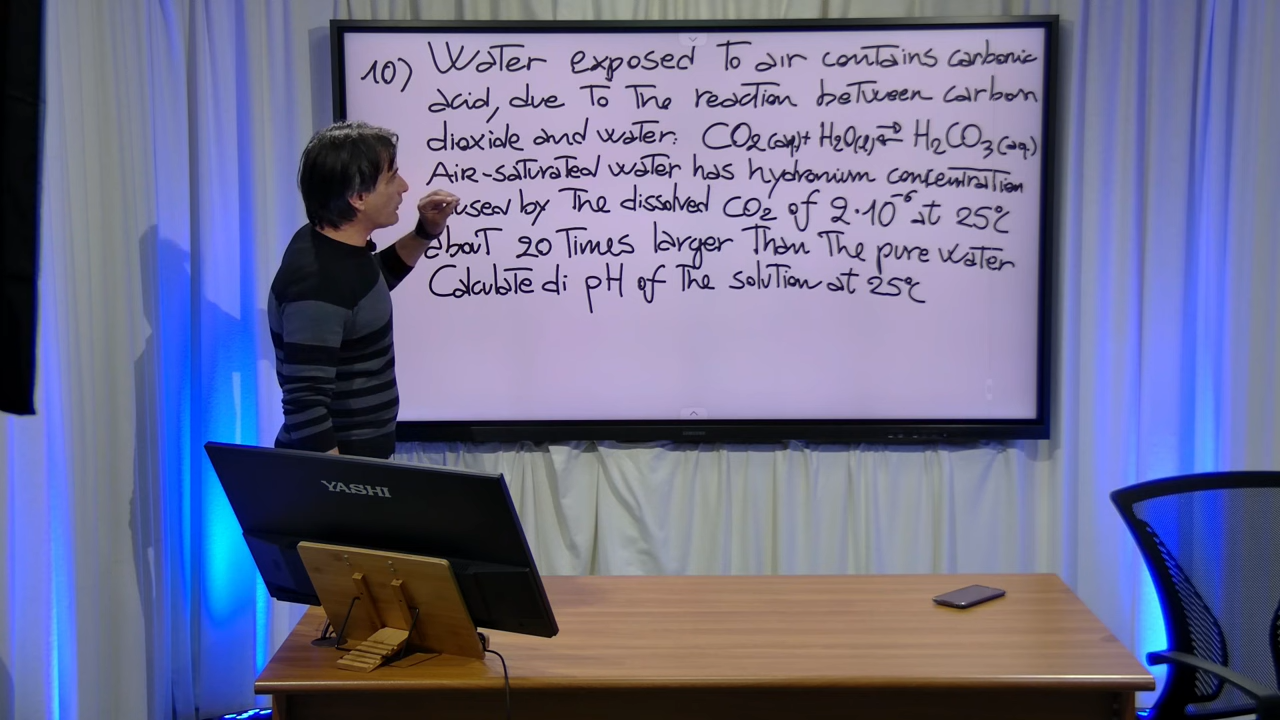 10) Water exposed to air contains carbonic
acid, due to the reaction between carbon
dioxide and water: CO2(aq)+ H2O(l) ⇄ H2CO3(aq.)
Air-saturated water has hydronium concentration
caused by the dissolved CO2 of 2·10⁻⁶ at 25°C
about 20 times larger than the pure water
Calculate di pH of the solution at 25°C
YASHI